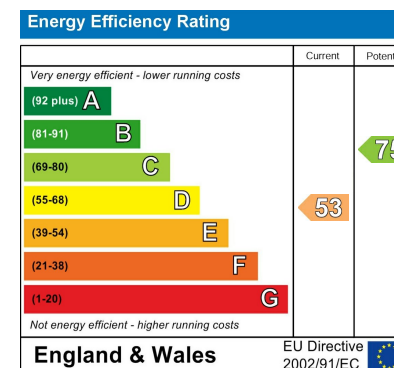 Energy Efficiency Rating
Current Potent
Very energy efficient - lower running costs
(92 plus) A
(81-91) B
(69-80) C
75
(55-68) D
53
(39-54) E
(21-38) F
(1-20) G
Not energy efficient - higher running costs
England & Wales
EU Directive
2002/91/EC